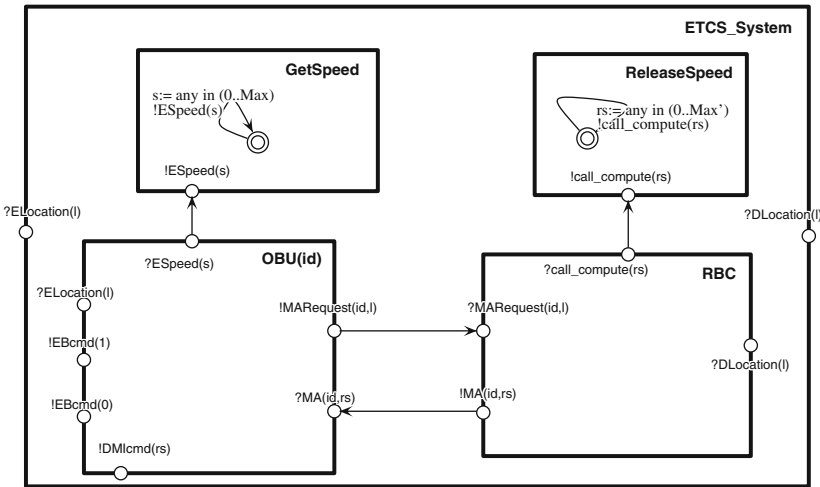 ETCS_System
GetSpeed
s:= any in (0..Max)
!ESpeed(s)
!ESpeed(s)
ReleaseSpeed
rs:= any in (0..Max')
!call_compute(rs)
!call_compute(rs)
?ELocation(l)
?DLocation(l)
OBU(id)
?ESpeed(s)
?ELocation(l)
!EBcmd(1)
!EBcmd(0)
!DMIcmd(rs)
!MARequest(id,l)
?MA(id,rs)
RBC
?call_compute(rs)
?MARequest(id,l)
!MA(id,rs)
?DLocation(l)